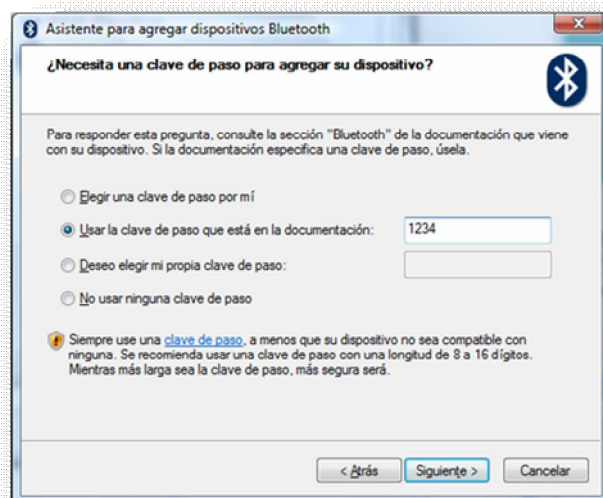 Asistente para agregar dispositivos Bluetooth
¿Necesita una clave de paso para agregar su dispositivo?
Para responder esta pregunta, consulte la sección "Bluetooth" de la documentación que viene
con su dispositivo. Si la documentación especifica una clave de paso, úsela.
Elegir una clave de paso por mí
Usar la clave de paso que está en la documentación: 1234
Deseo elegir mi propia clave de paso:
No usar ninguna clave de paso
Siempre use una clave de paso, a menos que su dispositivo no sea compatible con
ninguna. Se recomienda usar una clave de paso con una longitud de 8 a 16 dígitos.
Mientras más larga sea la clave de paso, más segura será.
< Atrás Siguiente > Cancelar